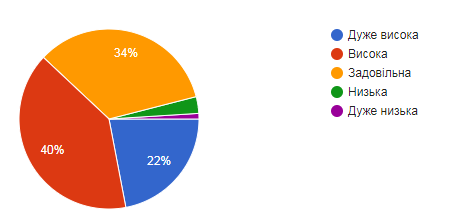 34%
40%
22%
Дуже висока
Висока
Задовільна
Низька
Дуже низька